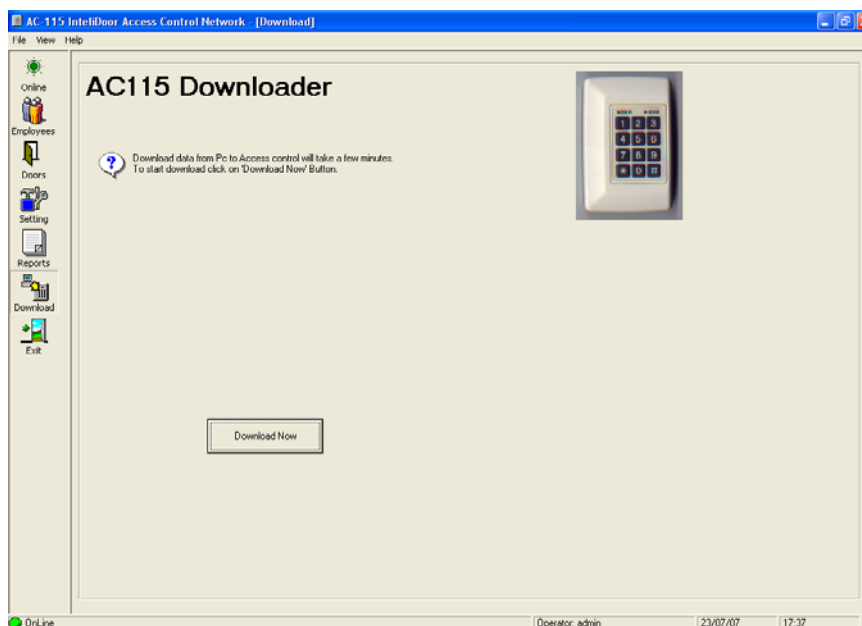 AC-115 InteliDoor Access Control Network - [Download]
File View Help
Online
Employees
Doors
Setting
Reports
Download
Exit
AC115 Downloader
Download data from Pc to Access control will take a few minutes.
To start download click on 'Download Now' Button.
1 2 3
4 5 6
7 8 9
* 0 #
Download Now
OnLine
Operator: admin
23/07/07
17:37